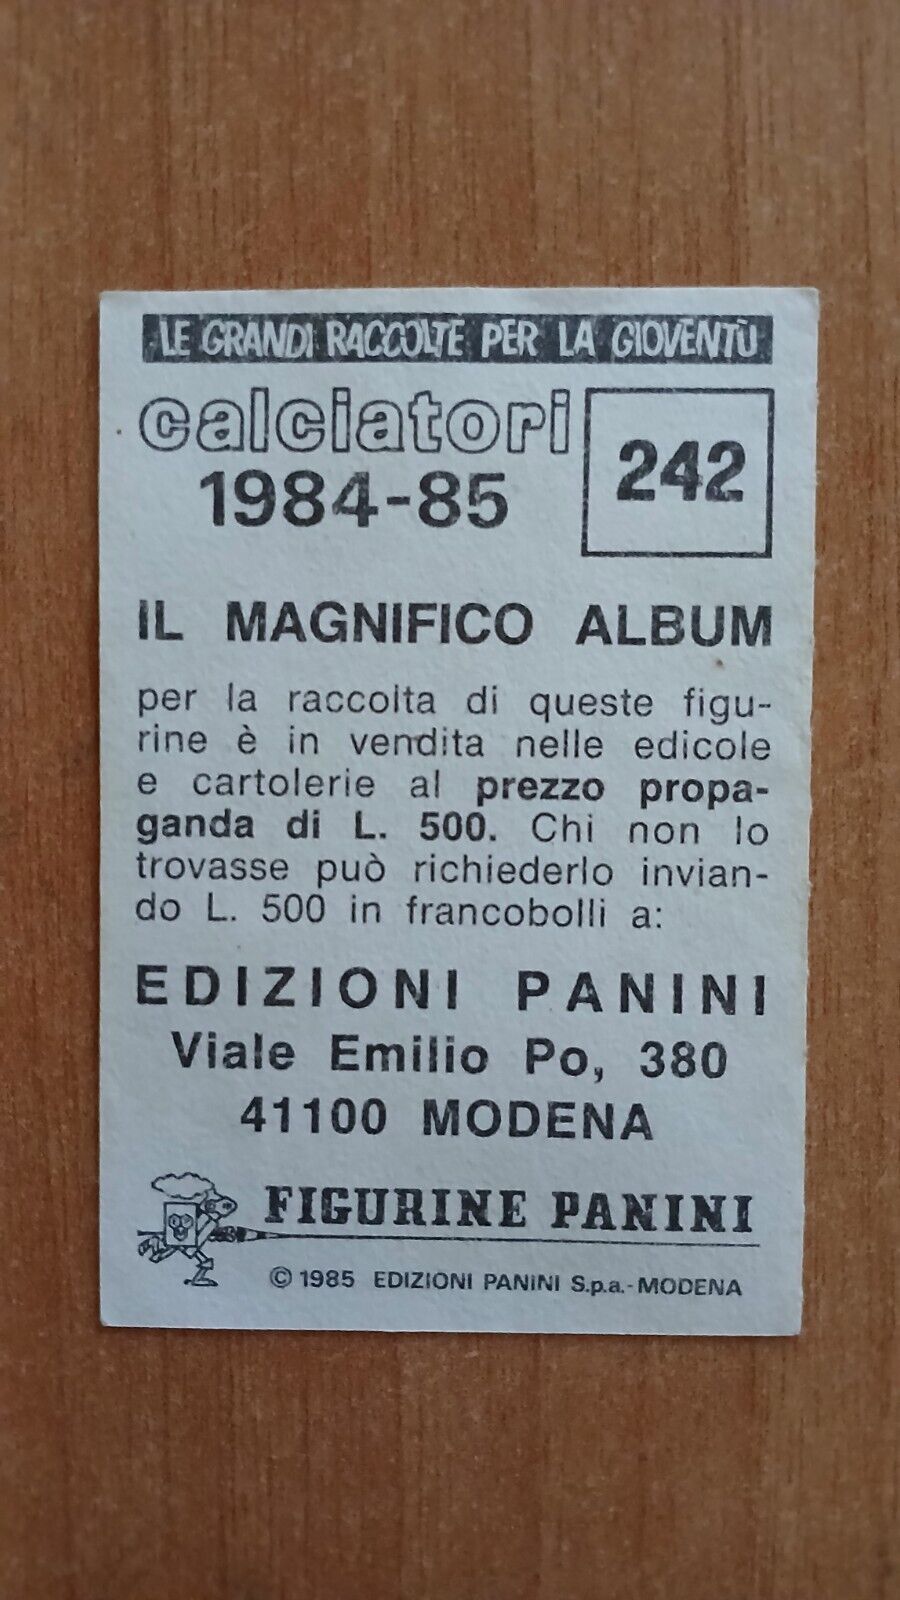 LE GRANDI RACCOLTE PER LA GIOVENTÙ
calciatori
1984-85
242
IL MAGNIFICO ALBUM
per la raccolta di queste figu-
rine è in vendita nelle edicole
e cartolerie al prezzo propa-
ganda di L. 500. Chi non lo
trovasse può richiederlo invian-
do L. 500 in francobolli a:
EDIZIONI PANINI
Viale Emilio Po, 380
41100 MODENA
FIGURINE PANINI
© 1985 EDIZIONI PANINI S.p.a.-MODENA